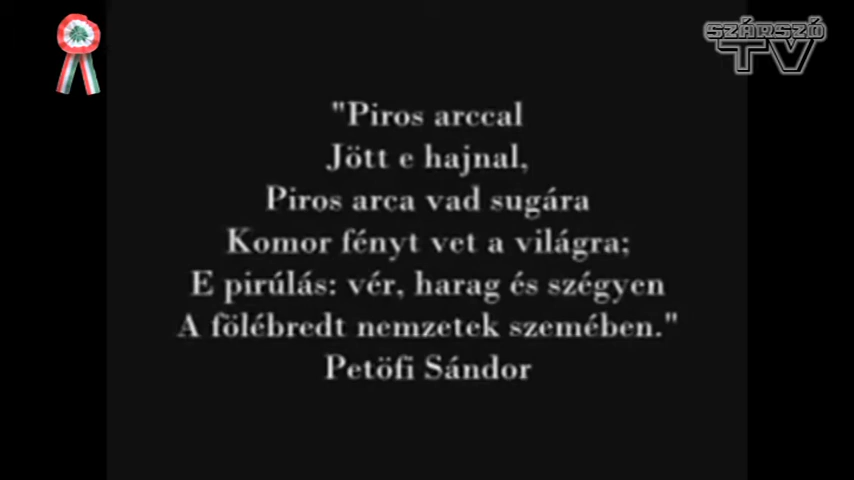 SZÁRSZÓ
TV
"Piros arccal
Jött e hajnal,
Piros arca vad sugára
Komor fényt vet a világra;
E pirúlás: vér, harag és szégyen
A fölébredt nemzetek szemében."
Petöfi Sándor